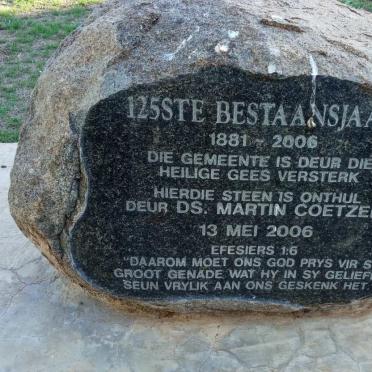 125STE BESTAANSJAA
1881 - 2006
DIE GEMEENTE IS DEUR DIE
HEILIGE GEES VERSTERK
HIERDIE STEEN IS ONTHUL
DEUR DS. MARTIN COETZE
13 MEI 2006
EFESIERS 1:6
"DAAROM MOET ONS GOD PRYS VIR S
GROOT GENADE WAT HY IN SY GELIEF
SEUN VRYLIK AAN ONS GESKENK HET.